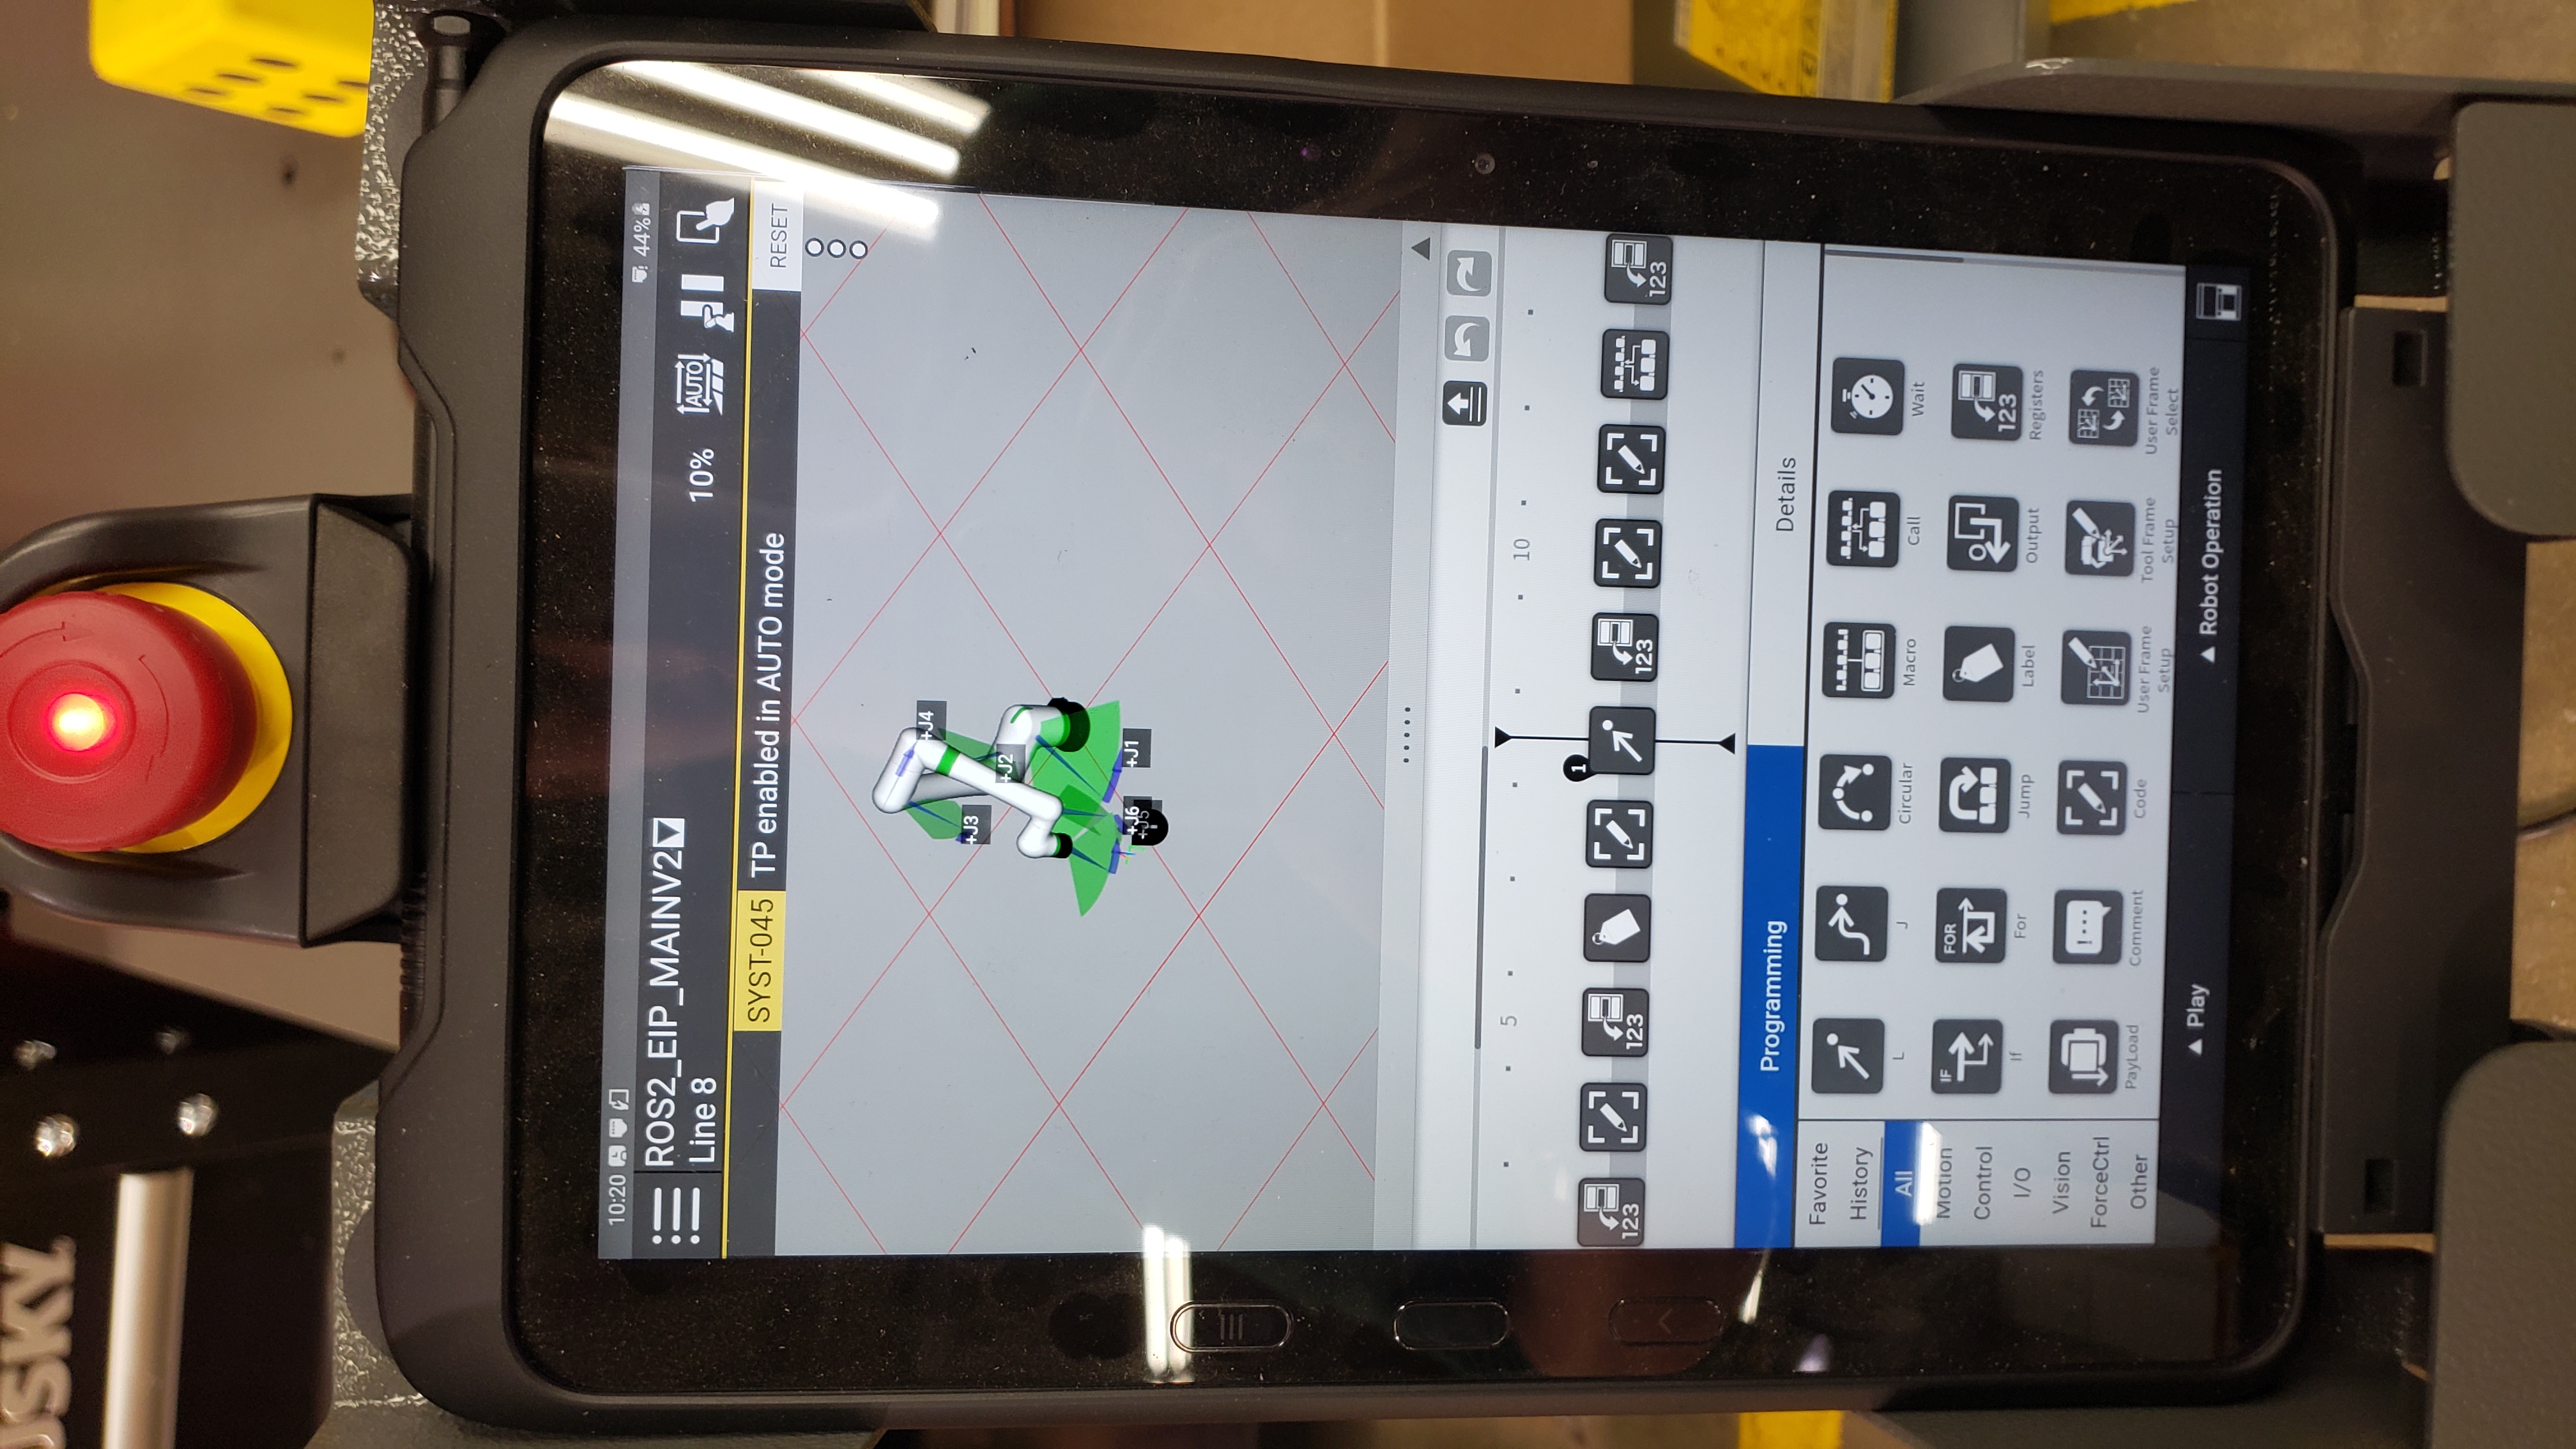 USKY
10:20
44%
ROS2_EIP_MAINV2
Line 8
10%
AUTO
SYST-045
TP enabled in AUTO mode
RESET
+J4
+J3
+J2
+J6
+J5
+J1
5
10
1
123
123
123
123
Programming
Details
Favorite
History
All
Motion
Control
I/O
Vision
ForceCtrl
Other
L
J
Circular
Macro
Call
Wait
IF
FOR
123
If
For
Jump
Label
Output
Registers
PayLoad
Comment
Code
User Frame
Setup
Tool Frame
Setup
User Frame
Select
Play
Robot Operation